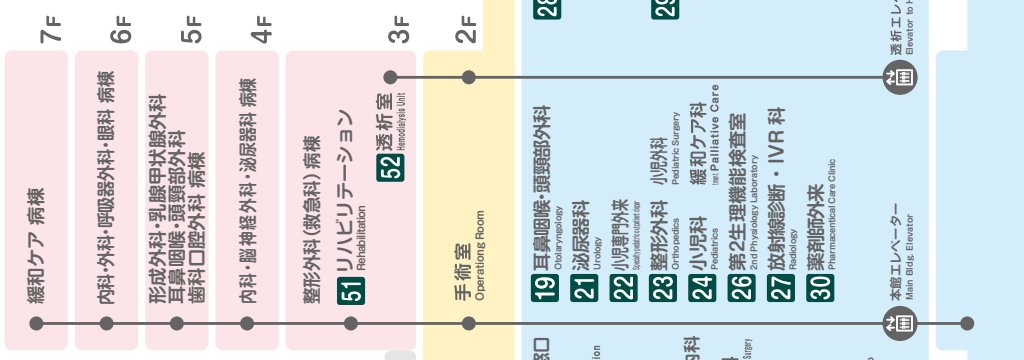 7F
緩和ケア 病棟
6F
内科・外科・呼吸器外科・眼科 病棟
5F
形成外科・乳腺甲状腺外科
耳鼻咽喉・頭頸部外科
歯科口腔外科 病棟
4F
内科・脳神経外科・泌尿器科 病棟
3F
整形外科(救急科) 病棟
51 リハビリテーション
Rehabilitation
52 透析室
Hemodialysis Unit
2F
手術室
Operationg Room
28
29
19 耳鼻咽喉・頭頸部外科
Otolaryngology
21 泌尿器科
Urology
22 小児専門外来
23 整形外科
Orthopedics
小児外科
Pediatric Surgery
24 小児科
Pediatrics
緩和ケア科
Palliative Care
26 第2生理機能検査室
2nd Physiology Laboratory
27 放射線診断・IVR 科
Radiology
30 薬剤師外来
Pharmaceutical Care Clinic
透析エレベ
Elevator to H
本館エレベーター
Main Bldg. Elevator
窓口
内科
Surgery